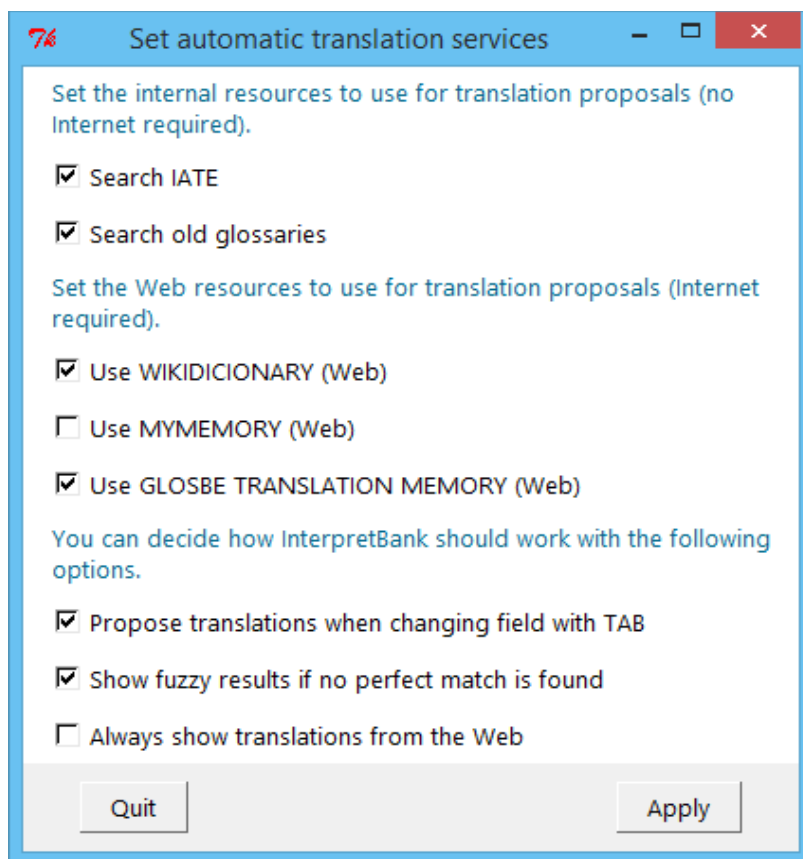 Set automatic translation services
Set the internal resources to use for translation proposals (no
Internet required).
Search IATE
Search old glossaries
Set the Web resources to use for translation proposals (Internet
required).
Use WIKIDICIONARY (Web)
Use MYMEMORY (Web)
Use GLOSBE TRANSLATION MEMORY (Web)
You can decide how InterpretBank should work with the following
options.
Propose translations when changing field with TAB
Show fuzzy results if no perfect match is found
Always show translations from the Web
Quit Apply